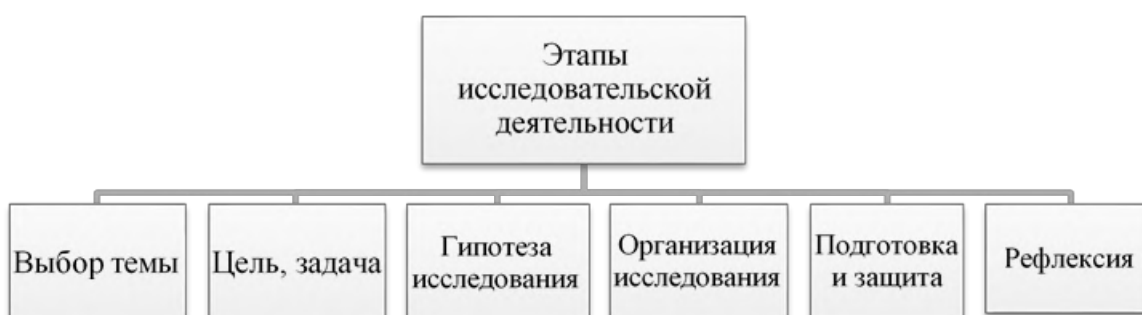 Этапы
исследовательской
деятельности
Выбор темы
Цель, задача
Гипотеза
исследования
Организация
исследования
Подготовка
и защита
Рефлексия